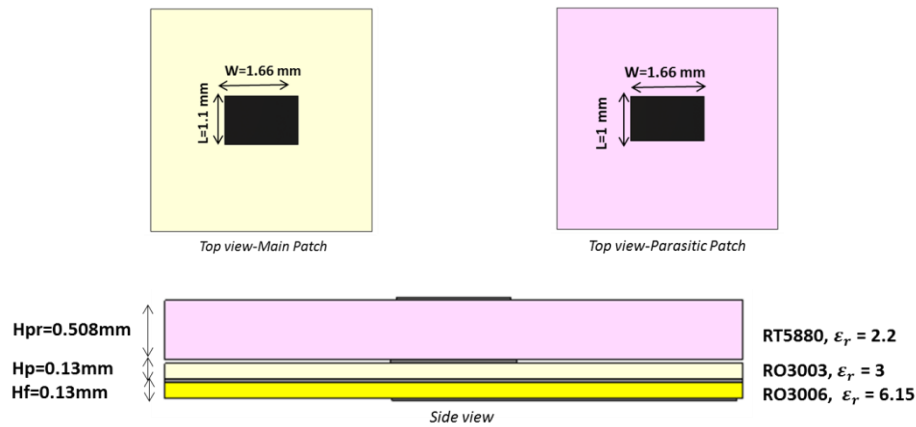 W=1.66 mm
L=1.1 mm
Top view-Main Patch
W=1.66 mm
L=1 mm
Top view-Parasitic Patch
Hpr=0.508mm
Hp=0.13mm
Hf=0.13mm
RT5880, εr = 2.2
RO3003, εr = 3
RO3006, εr = 6.15
Side view